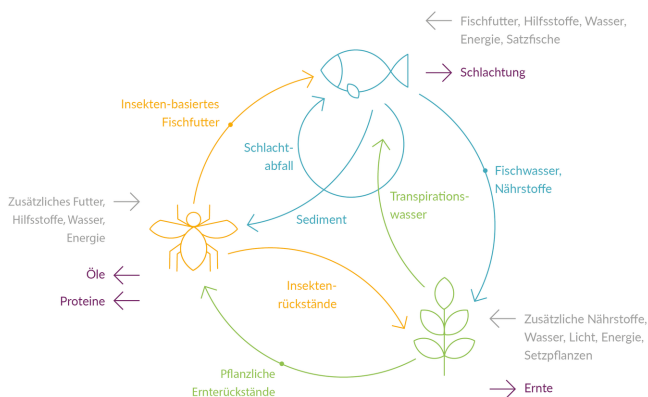 Fischfutter, Hilfsstoffe, Wasser,
Energie, Satzfische
Schlachtung
Insekten-basiertes
Fischfutter
Schlacht-
abfall
Fischwasser,
Nährstoffe
Transpirations-
wasser
Zusätzliches Futter,
Hilfsstoffe, Wasser,
Energie
Sediment
Öle
Proteine
Insekten-
rückstände
Zusätzliche Nährstoffe,
Wasser, Licht, Energie,
Setzpflanzen
Pflanzliche
Ernterückstände
Ernte